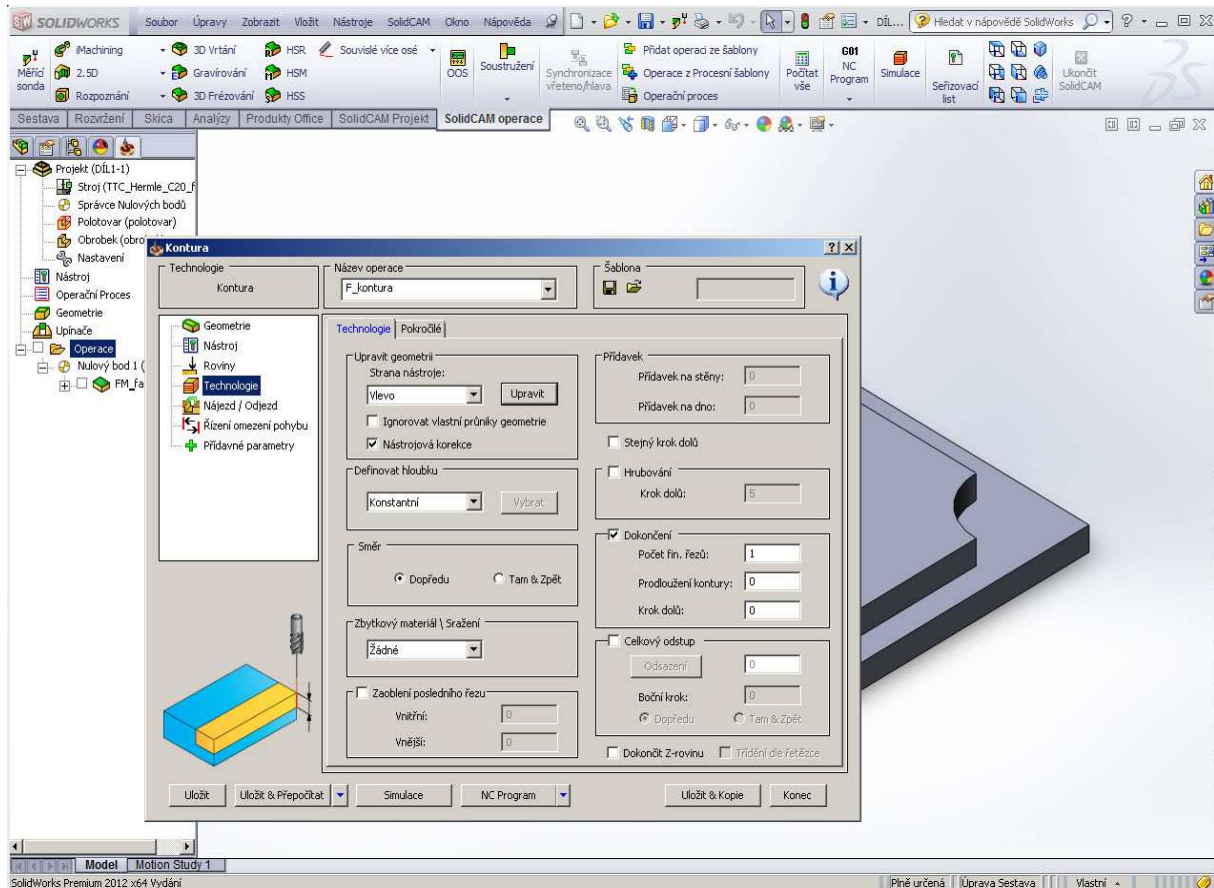 SOLIDWORKS Soubor Úpravy Zobrazit Vložit Nástroje SolidCAM Okno Nápověda DíL... Hledat v nápovědě SolidWorks
iMachining 3D Vrtání HSR Souvislé více osé
Měřící sonda 2.5D Gravírování HSM OOS Soustružení Synchronizace vřeteno/hlava
Rozpoznání 3D Frézování HSS
Přidat operaci ze šablony
Operace z Procesní šablony
Operační proces
Počítat vše G01 NC Program Simulace Seřizovací list Ukončit SolidCAM
Sestava Rozvržení Skica Analýzy Produkty Office SolidCAM Projekt SolidCAM operace
Projekt (DÍL1-1)
Stroj (TTC_Hermle_C20_f
Správce Nulových bodů
Polotovar (polotovar)
Obrobek (obro
Nastavení
Nástroj
Operační Proces
Geometrie
Upínače
Operace
Nulový bod 1 (
FM_fa
Kontura
Technologie
Kontura
Název operace
F_kontura
Šablona
Geometrie
Nástroj
Roviny
Technologie
Nájezd / Odjezd
Řízení omezení pohybu
Přídavné parametry
Technologie Pokročilé
Upravit geometrii
Strana nástroje:
Vlevo Upravit
Ignorovat vlastní průniky geometrie
Nástrojová korekce
Definovat hloubku
Konstantní Vybrat
Směr
Dopředu Tam & Zpět
Zbytkový materiál \ Sražení
Žádné
Zaoblení posledního řezu
Vnitřní: 0
Vnější: 0
Přídavek
Přídavek na stěny: 0
Přídavek na dno: 0
Stejný krok dolů
Hrubování
Krok dolů: 5
Dokončení
Počet fin. řezů: 1
Prodloužení kontury: 0
Krok dolů: 0
Celkový odstup
Odsazení 0
Boční krok: 0
Dopředu Tam & Zpět
Dokončit Z-rovinu Třídění dle řetězce
Uložit Uložit & Přepočítat Simulace NC Program Uložit & Kopie Konec
Model Motion Study 1
SolidWorks Premium 2012 x64 Vydání Plně určená Úprava Sestava Vlastní